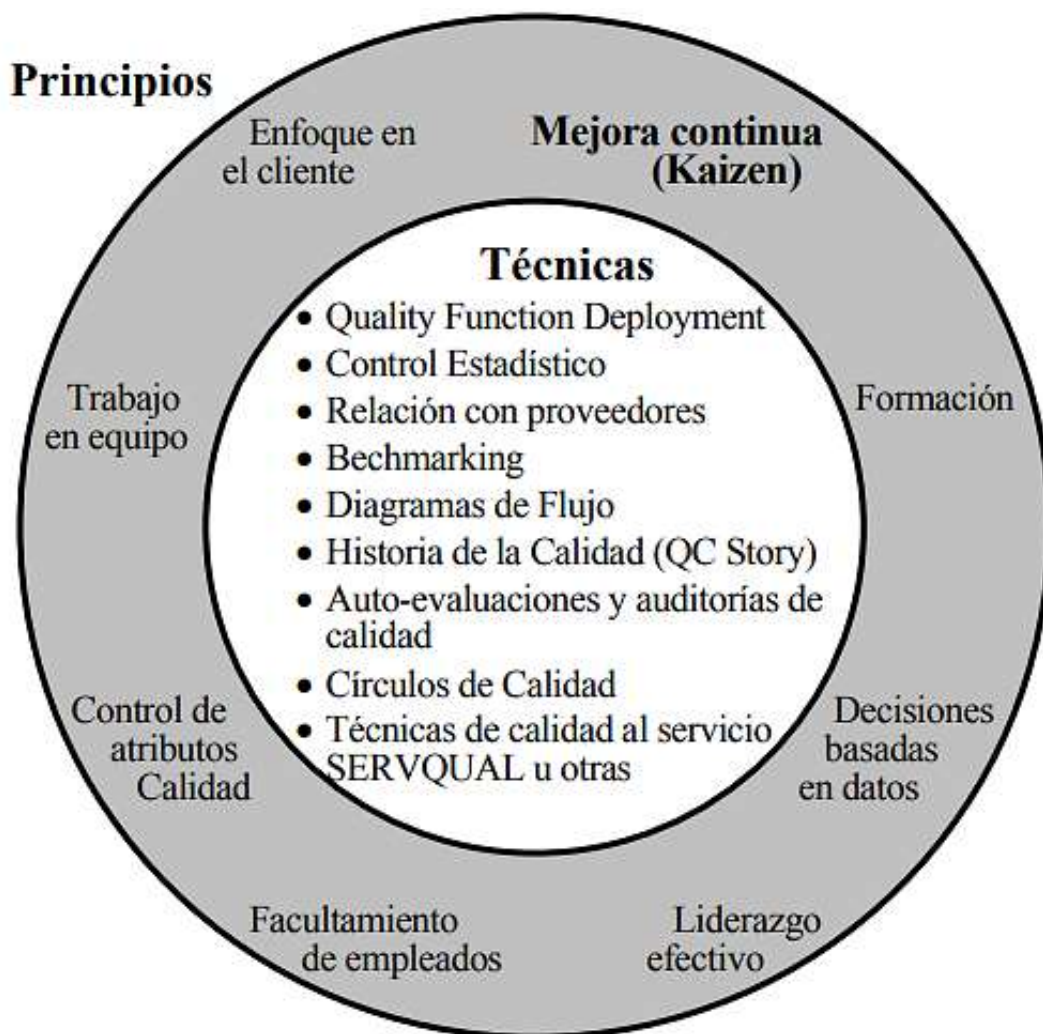 Principios
Enfoque en
el cliente
Mejora continua
(Kaizen)
Técnicas
• Quality Function Deployment
• Control Estadístico
• Relación con proveedores
• Bechmarking
• Diagramas de Flujo
• Historia de la Calidad (QC Story)
• Auto-evaluaciones y auditorías de
calidad
• Círculos de Calidad
• Técnicas de calidad al servicio
SERVQUAL u otras
Trabajo
en equipo
Formación
Control de
atributos
Calidad
Decisiones
basadas
en datos
Facultamiento
de empleados
Liderazgo
efectivo